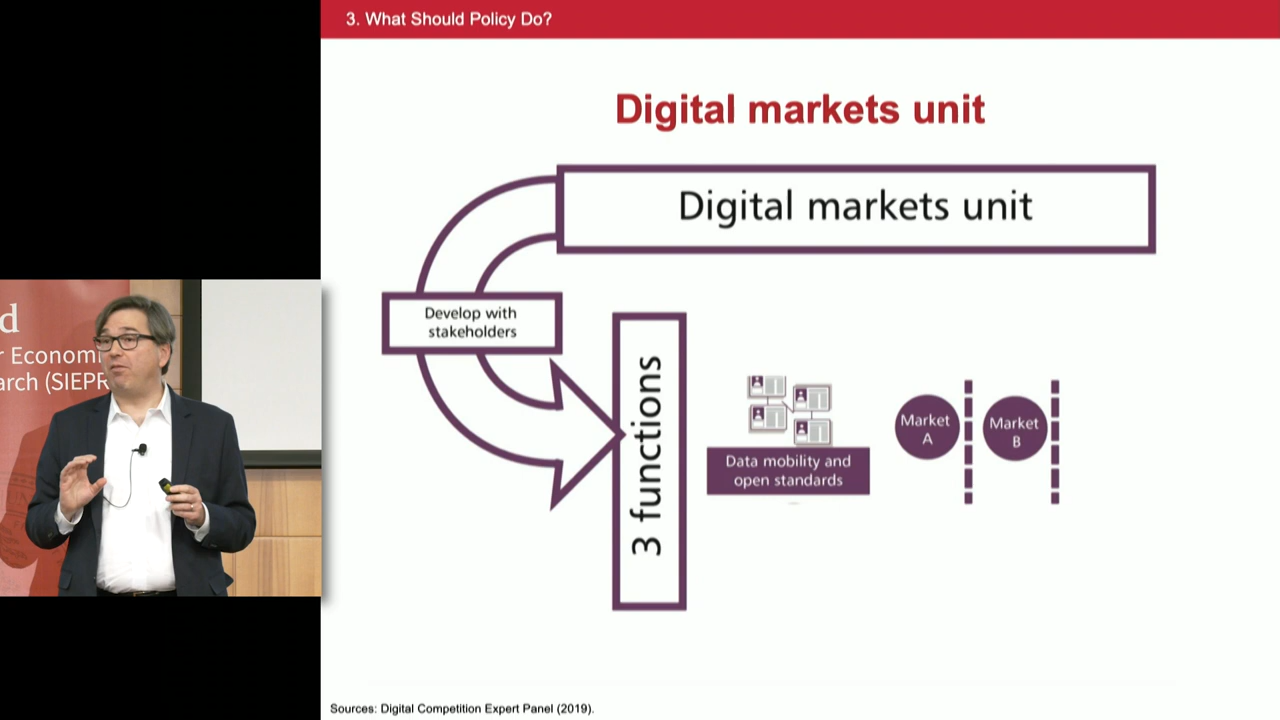 3. What Should Policy Do?
Digital markets unit
Digital markets unit
Develop with
stakeholders
3 functions
Data mobility and
open standards
Market
A
Market
B
d
r Economi
arch (SIEPR
Sources: Digital Competition Expert Panel (2019).